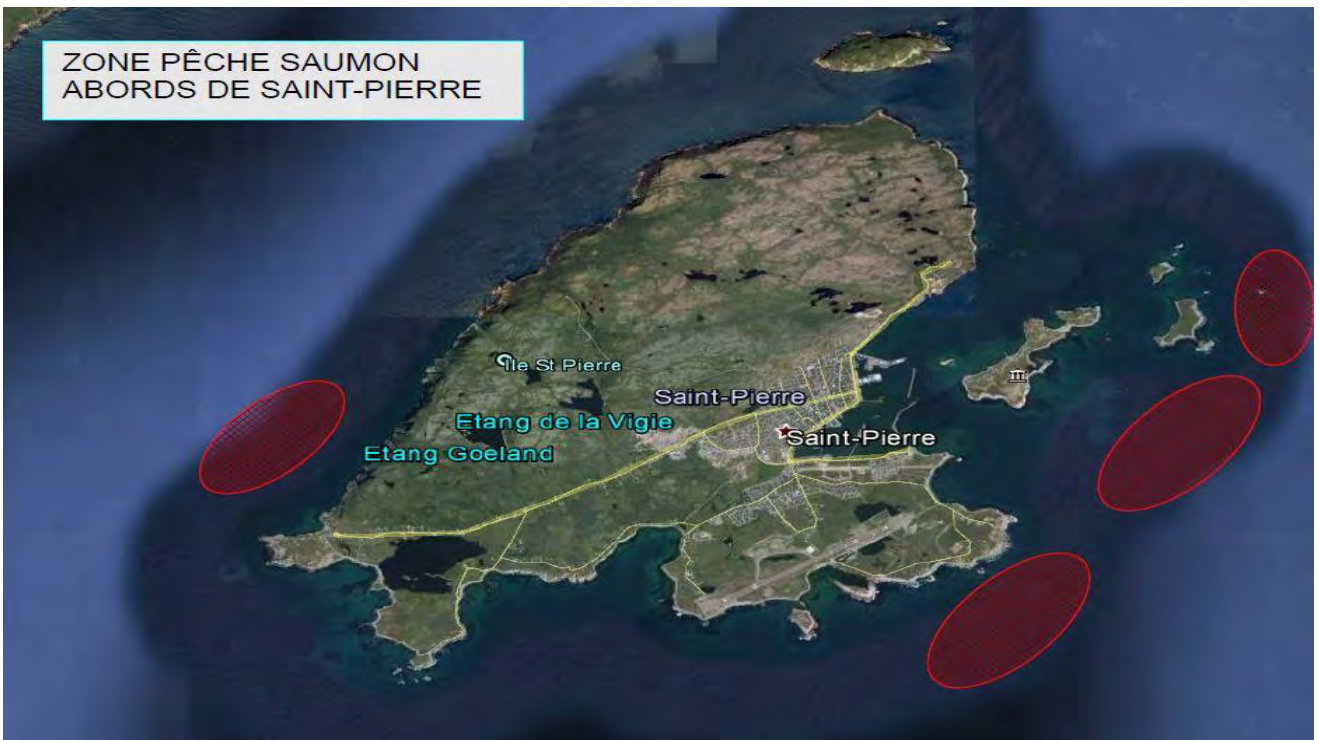 ZONE PÊCHE SAUMON
ABORDS DE SAINT-PIERRE
Ile St Pierre
Saint-Pierre
Etang de la Vigie
Saint-Pierre
Etang Goeland